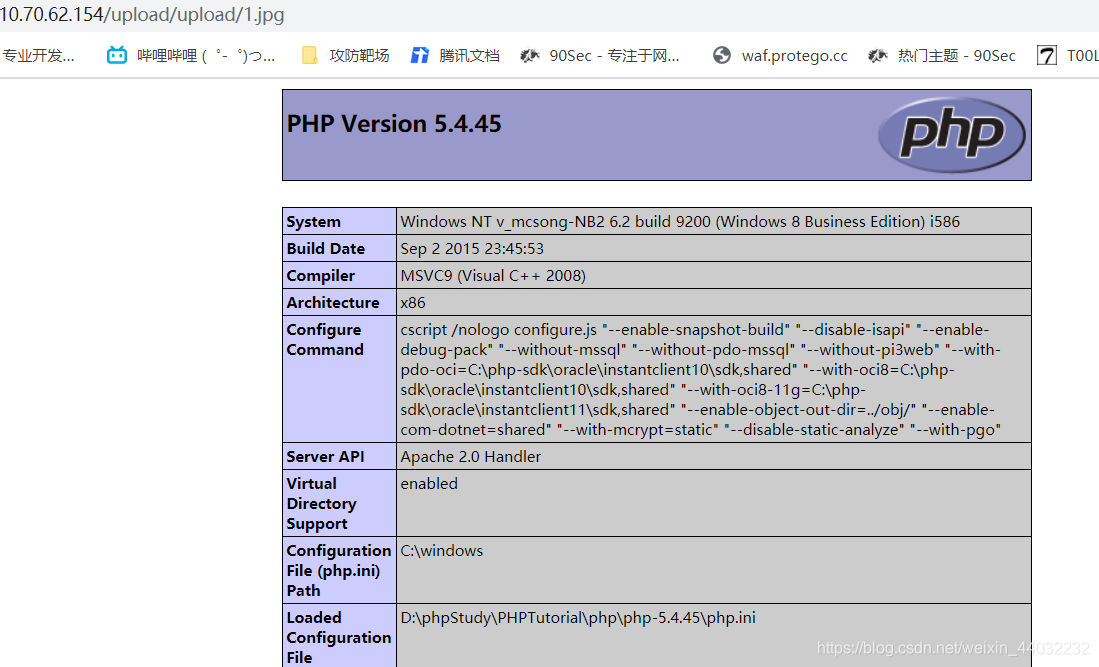 10.70.62.154/upload/upload/1.jpg
专业开发...
哔哩哔哩 ( ゜- ゜)つ...
攻防靶场
腾讯文档
90Sec - 专注于网...
waf.protego.cc
热门主题 - 90Sec
T00L
PHP Version 5.4.45
php
System
Windows NT v_mcsong-NB2 6.2 build 9200 (Windows 8 Business Edition) i586
Build Date
Sep 2 2015 23:45:53
Compiler
MSVC9 (Visual C++ 2008)
Architecture
x86
Configure
Command
cscript /nologo configure.js "--enable-snapshot-build" "--disable-isapi" "--enable-
debug-pack" "--without-mssql" "--without-pdo-mssql" "--without-pi3web" "--with-
pdo-oci=C:\php-sdk\oracle\instantclient10\sdk,shared" "--with-oci8=C:\php-
sdk\oracle\instantclient10\sdk,shared" "--with-oci8-11g=C:\php-
sdk\oracle\instantclient11\sdk,shared" "--enable-object-out-dir=../obj/" "--enable-
com-dotnet=shared" "--with-mcrypt=static" "--disable-static-analyze" "--with-pgo"
Server API
Apache 2.0 Handler
Virtual
Directory
Support
enabled
Configuration
File (php.ini)
Path
C:\windows
Loaded
Configuration
File
D:\phpStudy\PHPTutorial\php\php-5.4.45\php.ini
https://blog.csdn.net/weixin_44032232